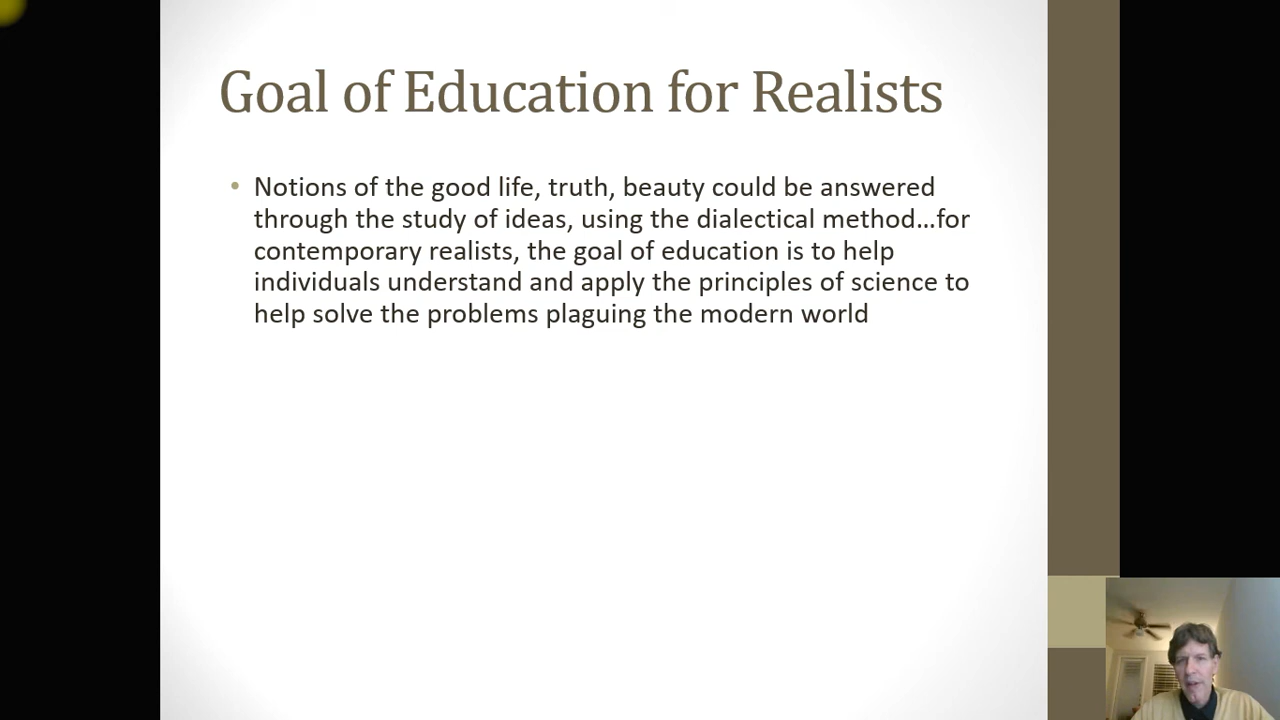 Goal of Education for Realists
• Notions of the good life, truth, beauty could be answered
through the study of ideas, using the dialectical method…for
contemporary realists, the goal of education is to help
individuals understand and apply the principles of science to
help solve the problems plaguing the modern world